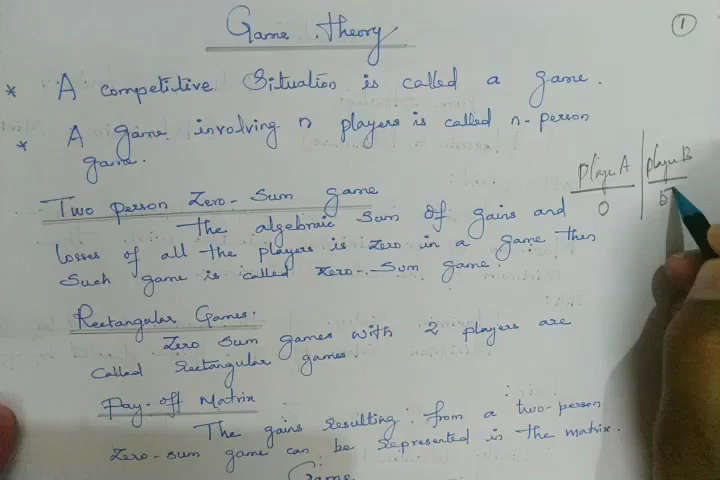 Game Theory
1
* A competitive Situation is called a game.
* A game involving n players is called n-person
game.
Player A | Player B
0 | 5
Two person Zero-Sum game
The algebraic sum of gains and
losses of all the players is zero in a game then
Such game is called zero-sum game.
Rectangular Games.
Zero sum games with 2 players are
called rectangular games.
Pay-off Matrix
The gains resulting from a two-person
Zero-sum game can be represented in the matrix.
Game